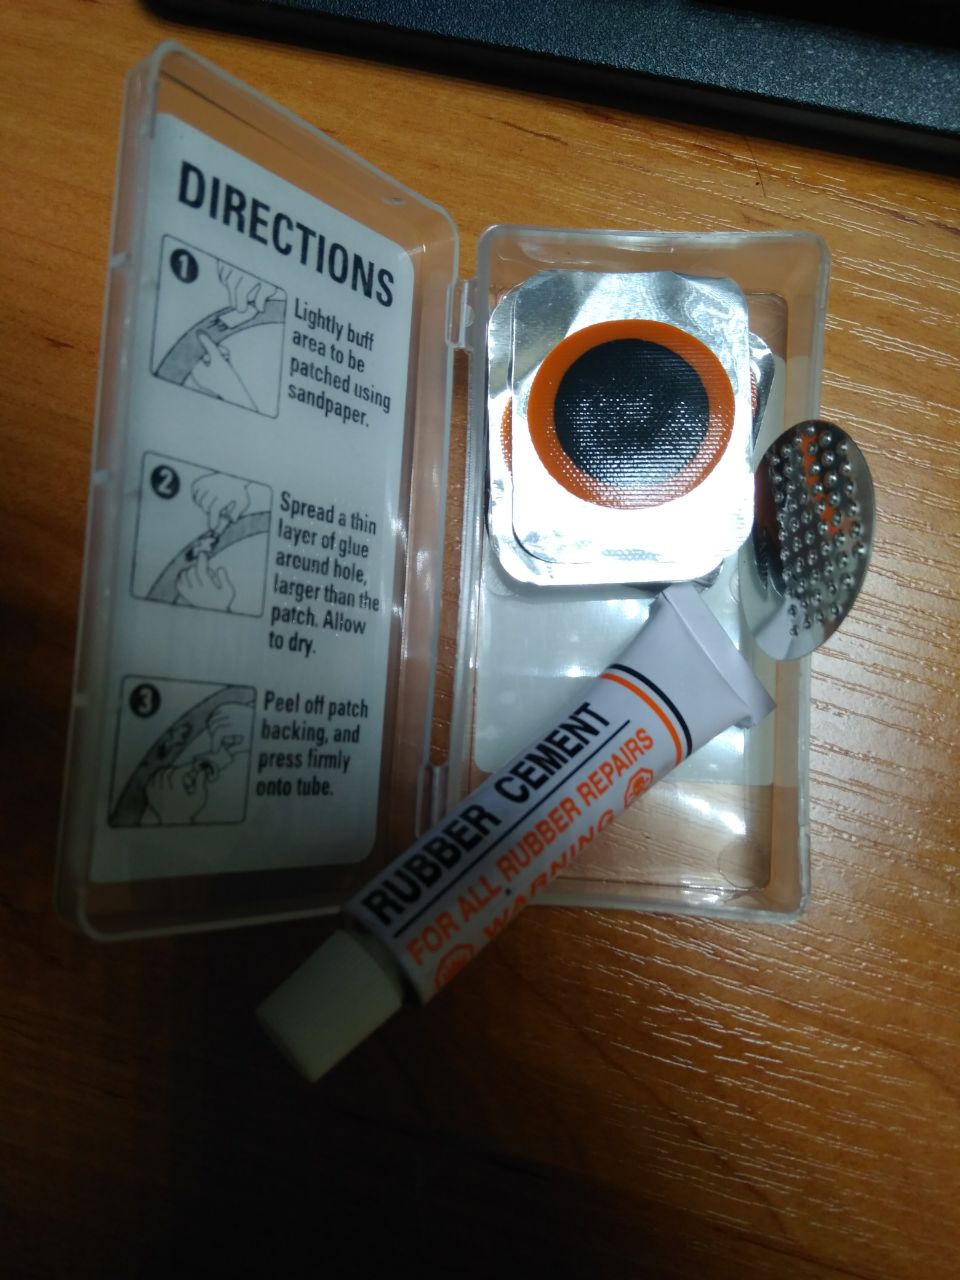 DIRECTIONS
1
Lightly buff
area to be
patched using
sandpaper.
2
Spread a thin
layer of glue
around hole,
larger than the
patch. Allow
to dry.
3
Peel off patch
backing, and
press firmly
onto tube.
RUBBER CEMENT
FOR ALL RUBBER REPAIRS
WARNING